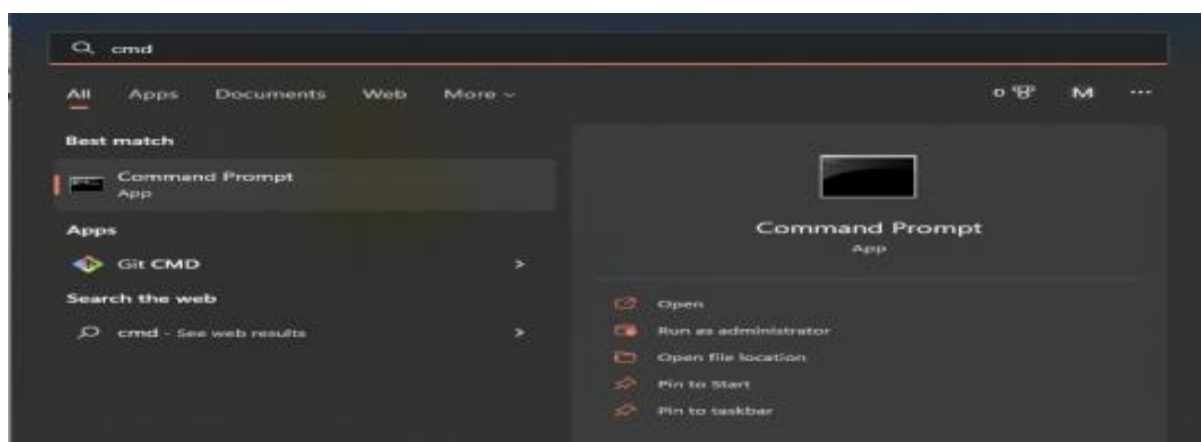 cmd
All Apps Documents Web More
0 M ...
Best match
Command Prompt
App
Apps
Git CMD
Search the web
cmd - See web results
Command Prompt
App
Open
Run as administrator
Open file location
Pin to Start
Pin to taskbar